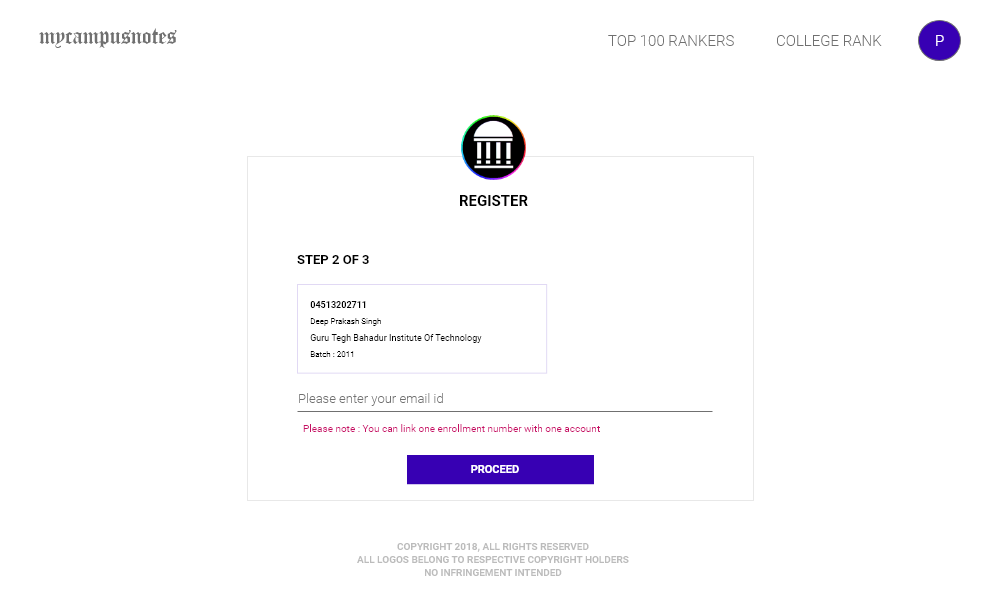 mycampusnotes
TOP 100 RANKERS
COLLEGE RANK
P
REGISTER
STEP 2 OF 3
04513202711
Deep Prakash Singh
Guru Tegh Bahadur Institute Of Technology
Batch : 2011
Please enter your email id
Please note : You can link one enrollment number with one account
PROCEED
COPYRIGHT 2018, ALL RIGHTS RESERVED
ALL LOGOS BELONG TO RESPECTIVE COPYRIGHT HOLDERS
NO INFRINGEMENT INTENDED